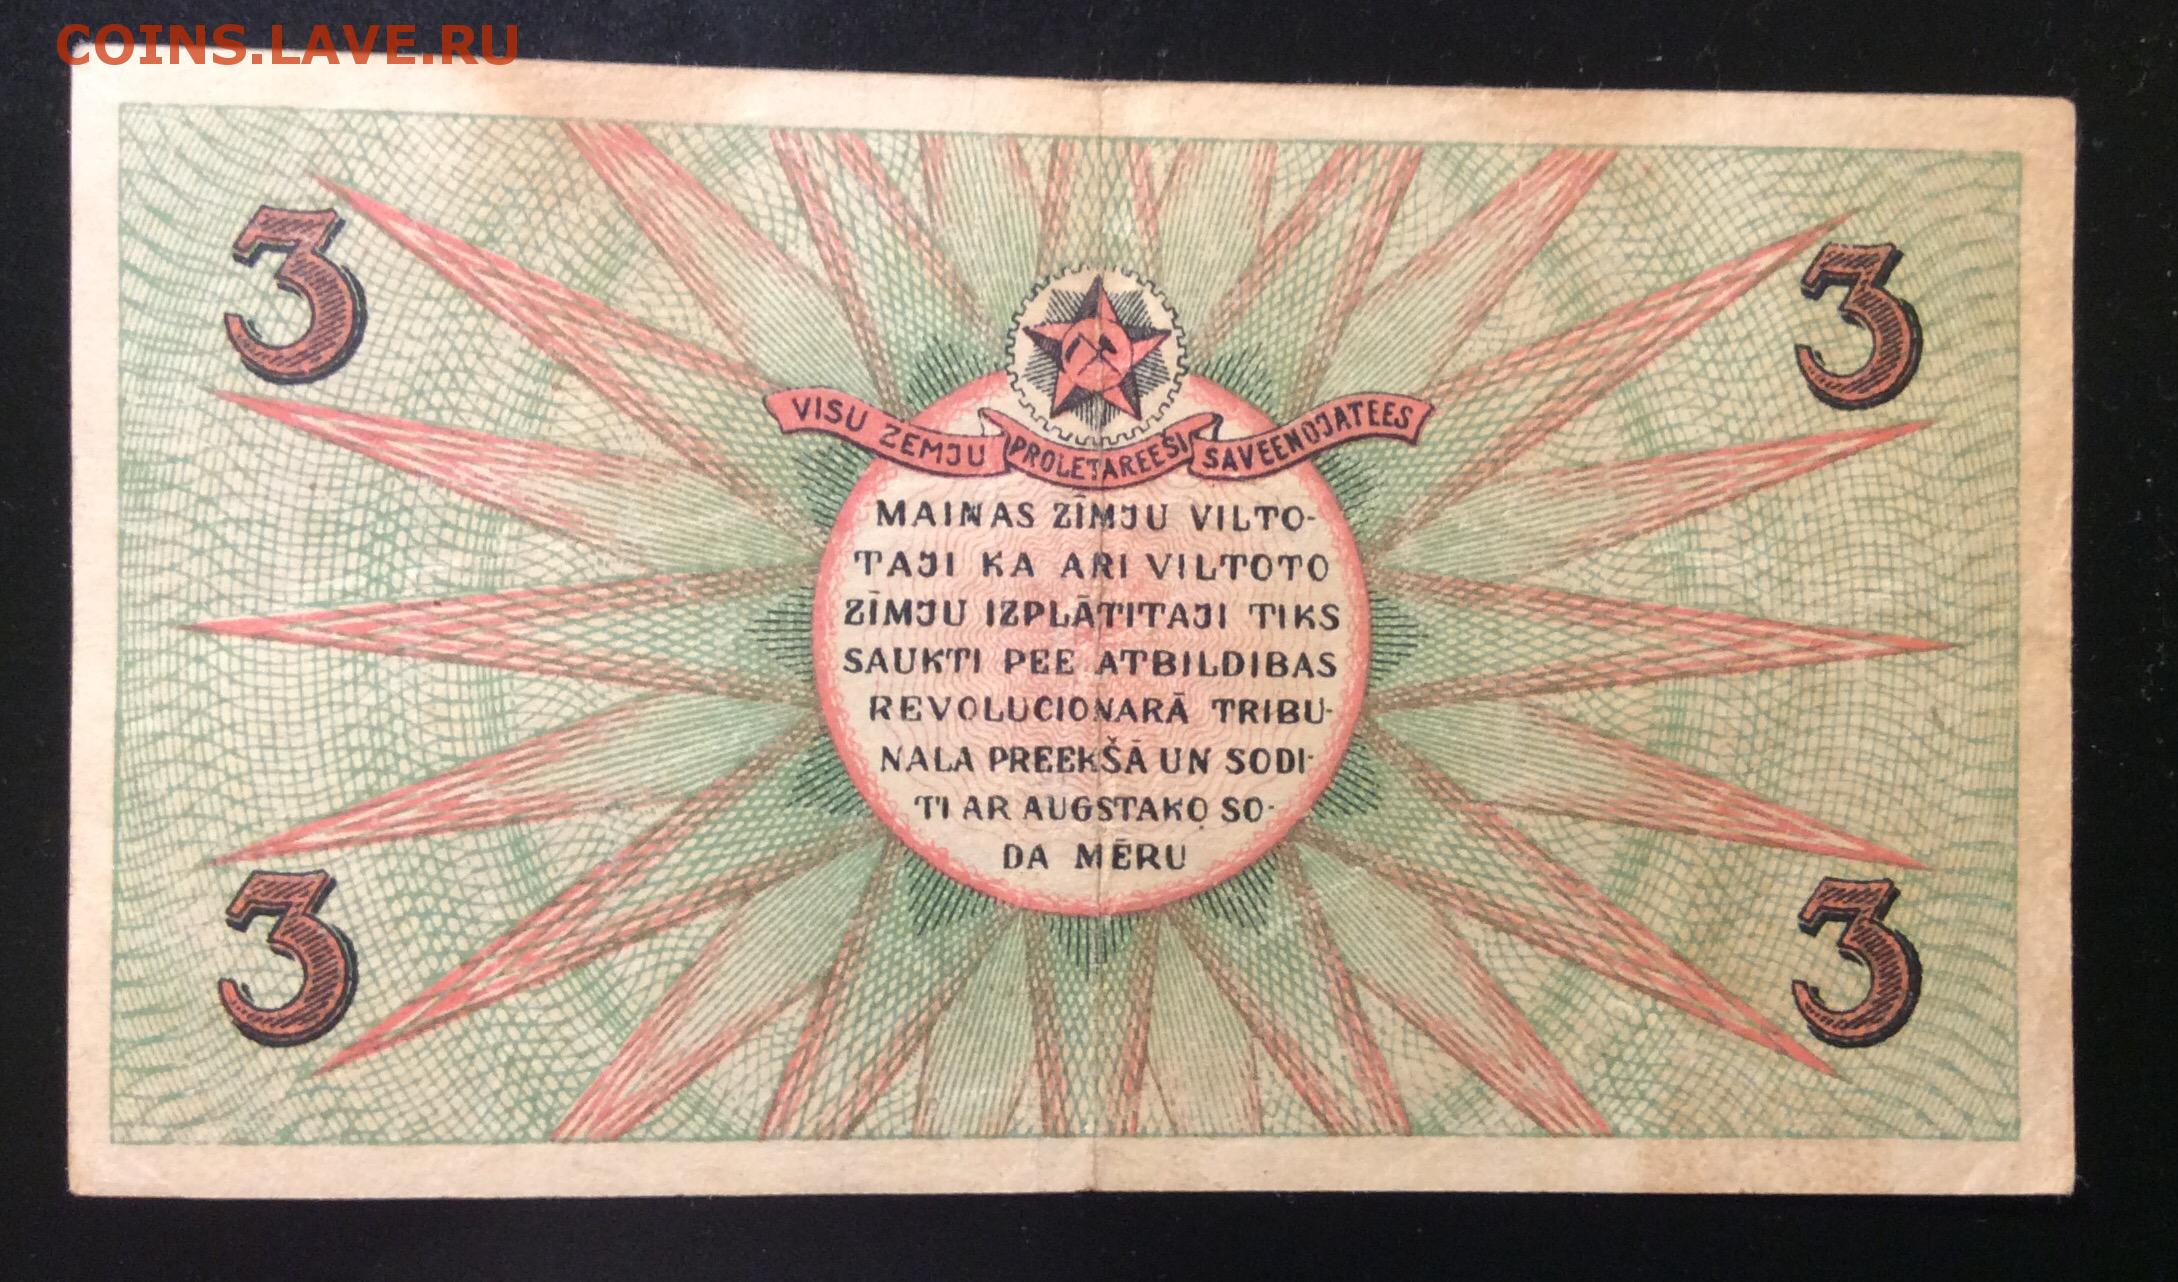 COINS.LAVE.RU
3
3
VISU ZEMJU PROLETAREEŠI SAVEENOJATEES
MAIŅAS ZĪMJU VILTO-
TAJI KA ARI VILTOTO
ZĪMJU IZPLĀTITAJI TIKS
SAUKTI PEE ATBILDIBAS
REVOLUCIONARĀ TRIBU-
NALA PREEKŠĀ UN SODI-
TI AR AUGSTAKO SO-
DA MĒRU
3
3